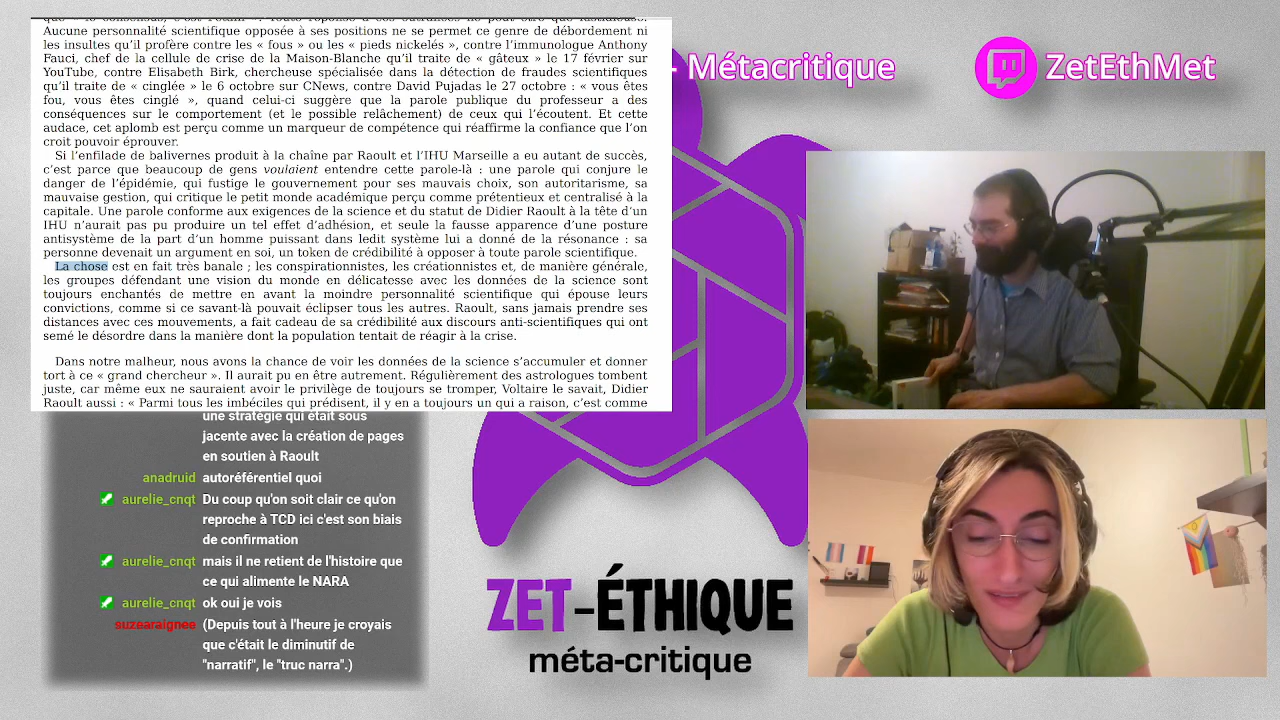 que « le consensus, c'est Pétain ». Toute réponse à ces outrances ne peut être que fastidieuse.
Aucune personnalité scientifique opposée à ses positions ne se permet ce genre de débordement ni
les insultes qu'il profère contre les « fous » ou les « pieds nickelés », contre l'immunologue Anthony
Fauci, chef de la cellule de crise de la Maison-Blanche qu'il traite de « gâteux » le 17 février sur
YouTube, contre Elisabeth Birk, chercheuse spécialisée dans la détection de fraudes scientifiques
qu'il traite de « cinglée » le 6 octobre sur CNews, contre David Pujadas le 27 octobre : « vous êtes
fou, vous êtes cinglé », quand celui-ci suggère que la parole publique du professeur a des
conséquences sur le comportement (et le possible relâchement) de ceux qui l'écoutent. Et cette
audace, cet aplomb est perçu comme un marqueur de compétence qui réaffirme la confiance que l'on
croit pouvoir éprouver.
Si l'enfilade de balivernes produit à la chaîne par Raoult et l'IHU Marseille a eu autant de succès,
c'est parce que beaucoup de gens voulaient entendre cette parole-là : une parole qui conjure le
danger de l'épidémie, qui fustige le gouvernement pour ses mauvais choix, son autoritarisme, sa
mauvaise gestion, qui critique le petit monde académique perçu comme prétentieux et centralisé à la
capitale. Une parole conforme aux exigences de la science et du statut de Didier Raoult à la tête d'un
IHU n'aurait pas pu produire un tel effet d'adhésion, et seule la fausse apparence d'une posture
antisystème de la part d'un homme puissant dans ledit système lui a donné de la résonance : sa
personne devenait un argument en soi, un token de crédibilité à opposer à toute parole scientifique.
La chose est en fait très banale ; les conspirationnistes, les créationnistes et, de manière générale,
les groupes défendant une vision du monde en délicatesse avec les données de la science sont
toujours enchantés de mettre en avant la moindre personnalité scientifique qui épouse leurs
convictions, comme si ce savant-là pouvait éclipser tous les autres. Raoult, sans jamais prendre ses
distances avec ces mouvements, a fait cadeau de sa crédibilité aux discours anti-scientifiques qui ont
semé le désordre dans la manière dont la population tentait de réagir à la crise.
Dans notre malheur, nous avons la chance de voir les données de la science s'accumuler et donner
tort à ce « grand chercheur ». Il aurait pu en être autrement. Régulièrement des astrologues tombent
juste, car même eux ne sauraient avoir le privilège de toujours se tromper, Voltaire le savait, Didier
Raoult aussi : « Parmi tous les imbéciles qui prédisent, il y en a toujours un qui a raison, c'est comme
- Métacritique
ZetEthMet
une stratégie qui était sous
jacente avec la création de pages
en soutien à Raoult
anadruid autoréférentiel quoi
aurelie_cnqt Du coup qu'on soit clair ce qu'on
reproche à TCD ici c'est son biais
de confirmation
aurelie_cnqt mais il ne retient de l'histoire que
ce qui alimente le NARA
aurelie_cnqt ok oui je vois
suzearaignee (Depuis tout à l'heure je croyais
que c'était le diminutif de
"narratif", le "truc narra".)
ZET-ÉTHIQUE
méta-critique